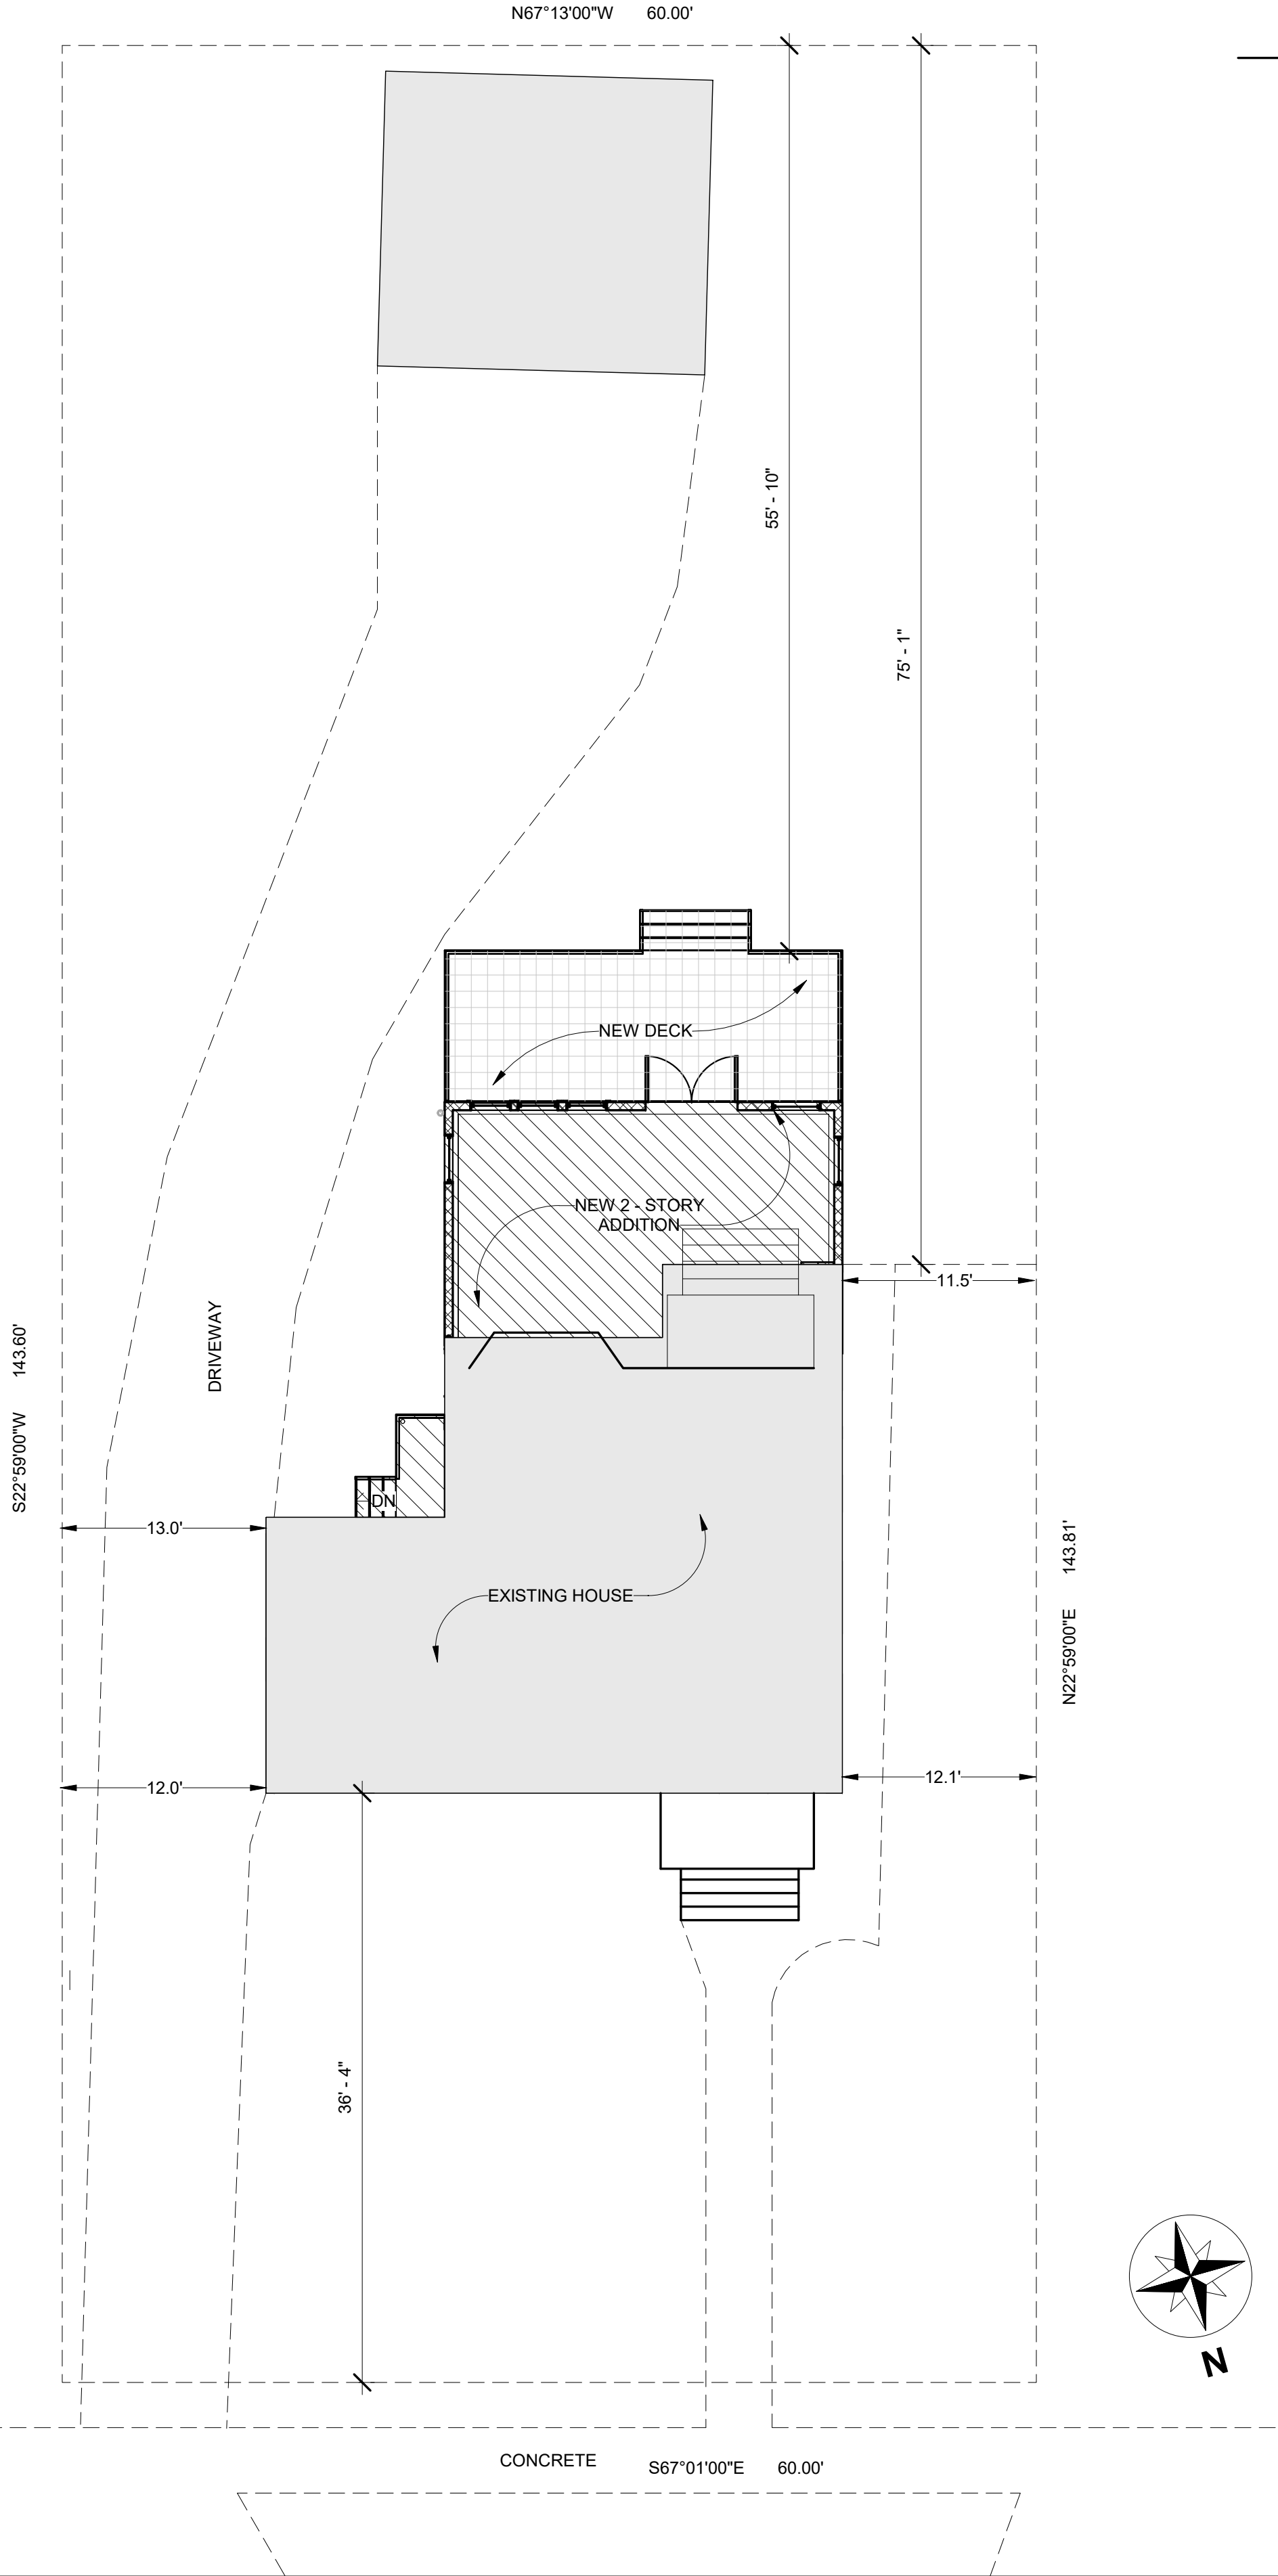 N67°13'00"W 60.00'
55' - 10"
75' - 1"
NEW DECK
NEW 2 - STORY
ADDITION
11.5'
DRIVEWAY
S22°59'00"W 143.60'
DN
13.0'
EXISTING HOUSE
N22°59'00"E 143.81'
12.0'
12.1'
36' - 4"
N
CONCRETE
S67°01'00"E 60.00'